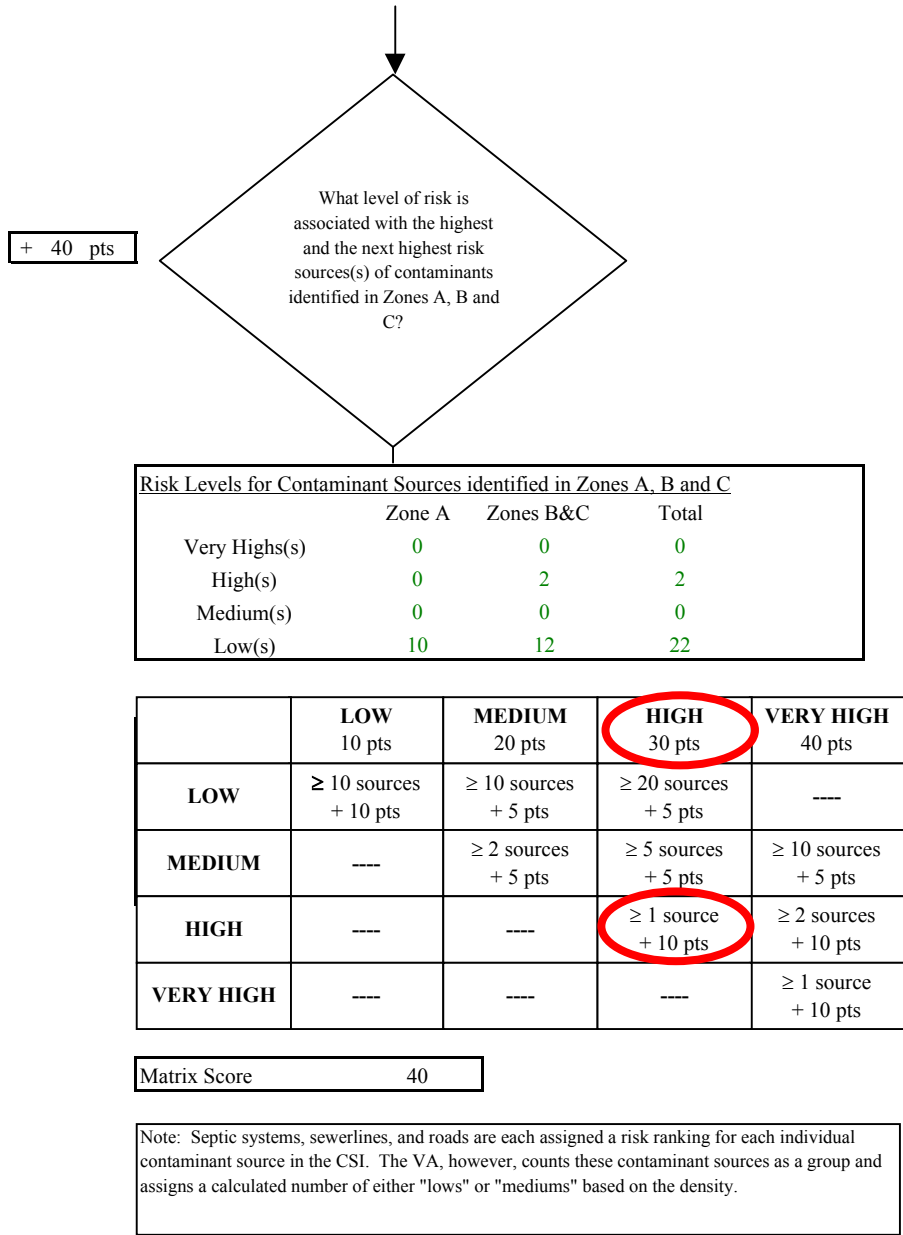 What level of risk is
associated with the highest
and the next highest risk
sources(s) of contaminants
identified in Zones A, B and
C?
+ 40 pts
Risk Levels for Contaminant Sources identified in Zones A, B and C
Zone A Zones B&C Total
Very Highs(s) 0 0 0
High(s) 0 2 2
Medium(s) 0 0 0
Low(s) 10 12 22
LOW MEDIUM HIGH VERY HIGH
10 pts 20 pts 30 pts 40 pts
LOW ≥ 10 sources ≥ 10 sources ≥ 20 sources ----
+ 10 pts + 5 pts + 5 pts
MEDIUM ---- ≥ 2 sources ≥ 5 sources ≥ 10 sources
+ 5 pts + 5 pts + 5 pts
HIGH ---- ---- ≥ 1 source ≥ 2 sources
+ 10 pts + 10 pts
VERY HIGH ---- ---- ---- ≥ 1 source
+ 10 pts
Matrix Score 40
Note: Septic systems, sewerlines, and roads are each assigned a risk ranking for each individual
contaminant source in the CSI. The VA, however, counts these contaminant sources as a group and
assigns a calculated number of either "lows" or "mediums" based on the density.